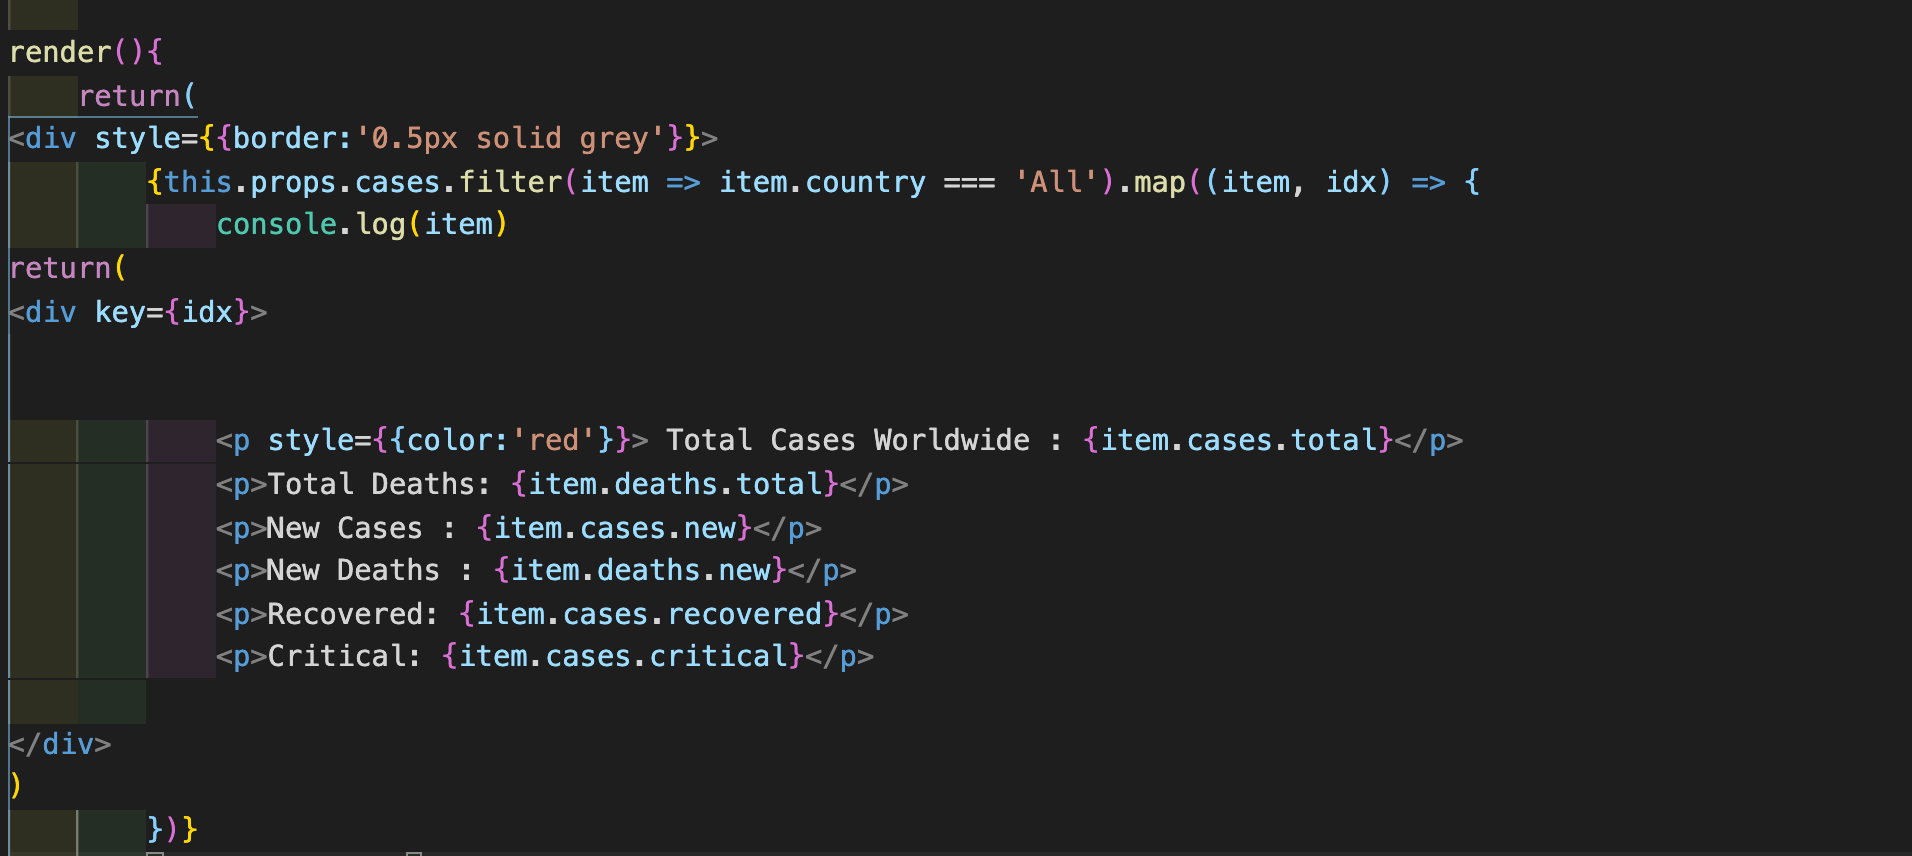 render(){
    return(
<div style={{border:'0.5px solid grey'}}>
        {this.props.cases.filter(item => item.country === 'All').map((item, idx) => {
            console.log(item)
return(
<div key={idx}>
            <p style={{color:'red'}}> Total Cases Worldwide : {item.cases.total}</p>
            <p>Total Deaths: {item.deaths.total}</p>
            <p>New Cases : {item.cases.new}</p>
            <p>New Deaths : {item.deaths.new}</p>
            <p>Recovered: {item.cases.recovered}</p>
            <p>Critical: {item.cases.critical}</p>
</div>
)
        })}